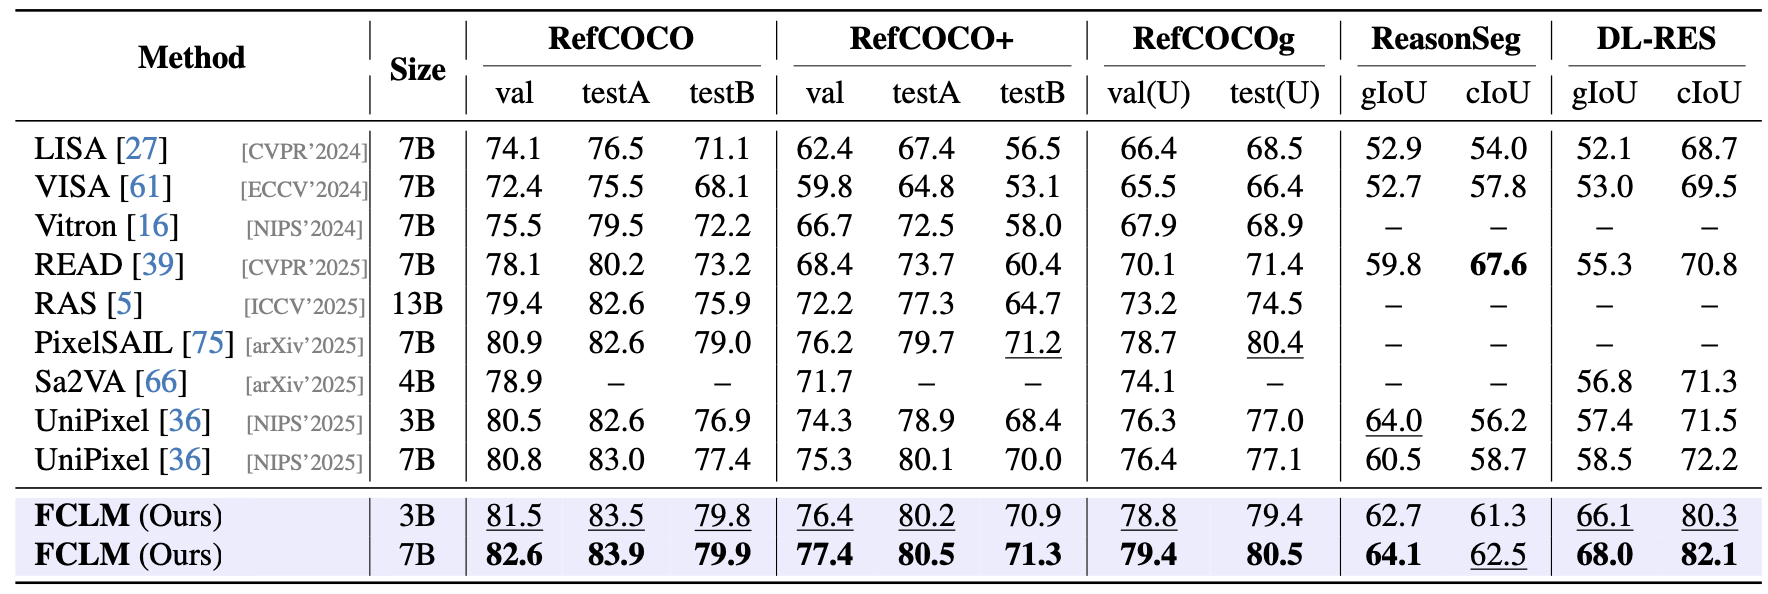 Method Size RefCOCO RefCOCO+ RefCOCOg ReasonSeg DL-RES
val testA testB val testA testB val(U) test(U) gIoU cIoU gIoU cIoU
LISA [27] [CVPR'2024] 7B 74.1 76.5 71.1 62.4 67.4 56.5 66.4 68.5 52.9 54.0 52.1 68.7
VISA [61] [ECCV'2024] 7B 72.4 75.5 68.1 59.8 64.8 53.1 65.5 66.4 52.7 57.8 53.0 69.5
Vitron [16] [NIPS'2024] 7B 75.5 79.5 72.2 66.7 72.5 58.0 67.9 68.9 – – – –
READ [39] [CVPR'2025] 7B 78.1 80.2 73.2 68.4 73.7 60.4 70.1 71.4 59.8 67.6 55.3 70.8
RAS [5] [ICCV'2025] 13B 79.4 82.6 75.9 72.2 77.3 64.7 73.2 74.5 – – – –
PixelSAIL [75] [arXiv'2025] 7B 80.9 82.6 79.0 76.2 79.7 71.2 78.7 80.4 – – – –
Sa2VA [66] [arXiv'2025] 4B 78.9 – – 71.7 – – 74.1 – – – 56.8 71.3
UniPixel [36] [NIPS'2025] 3B 80.5 82.6 76.9 74.3 78.9 68.4 76.3 77.0 64.0 56.2 57.4 71.5
UniPixel [36] [NIPS'2025] 7B 80.8 83.0 77.4 75.3 80.1 70.0 76.4 77.1 60.5 58.7 58.5 72.2
FCLM (Ours) 3B 81.5 83.5 79.8 76.4 80.2 70.9 78.8 79.4 62.7 61.3 66.1 80.3
FCLM (Ours) 7B 82.6 83.9 79.9 77.4 80.5 71.3 79.4 80.5 64.1 62.5 68.0 82.1